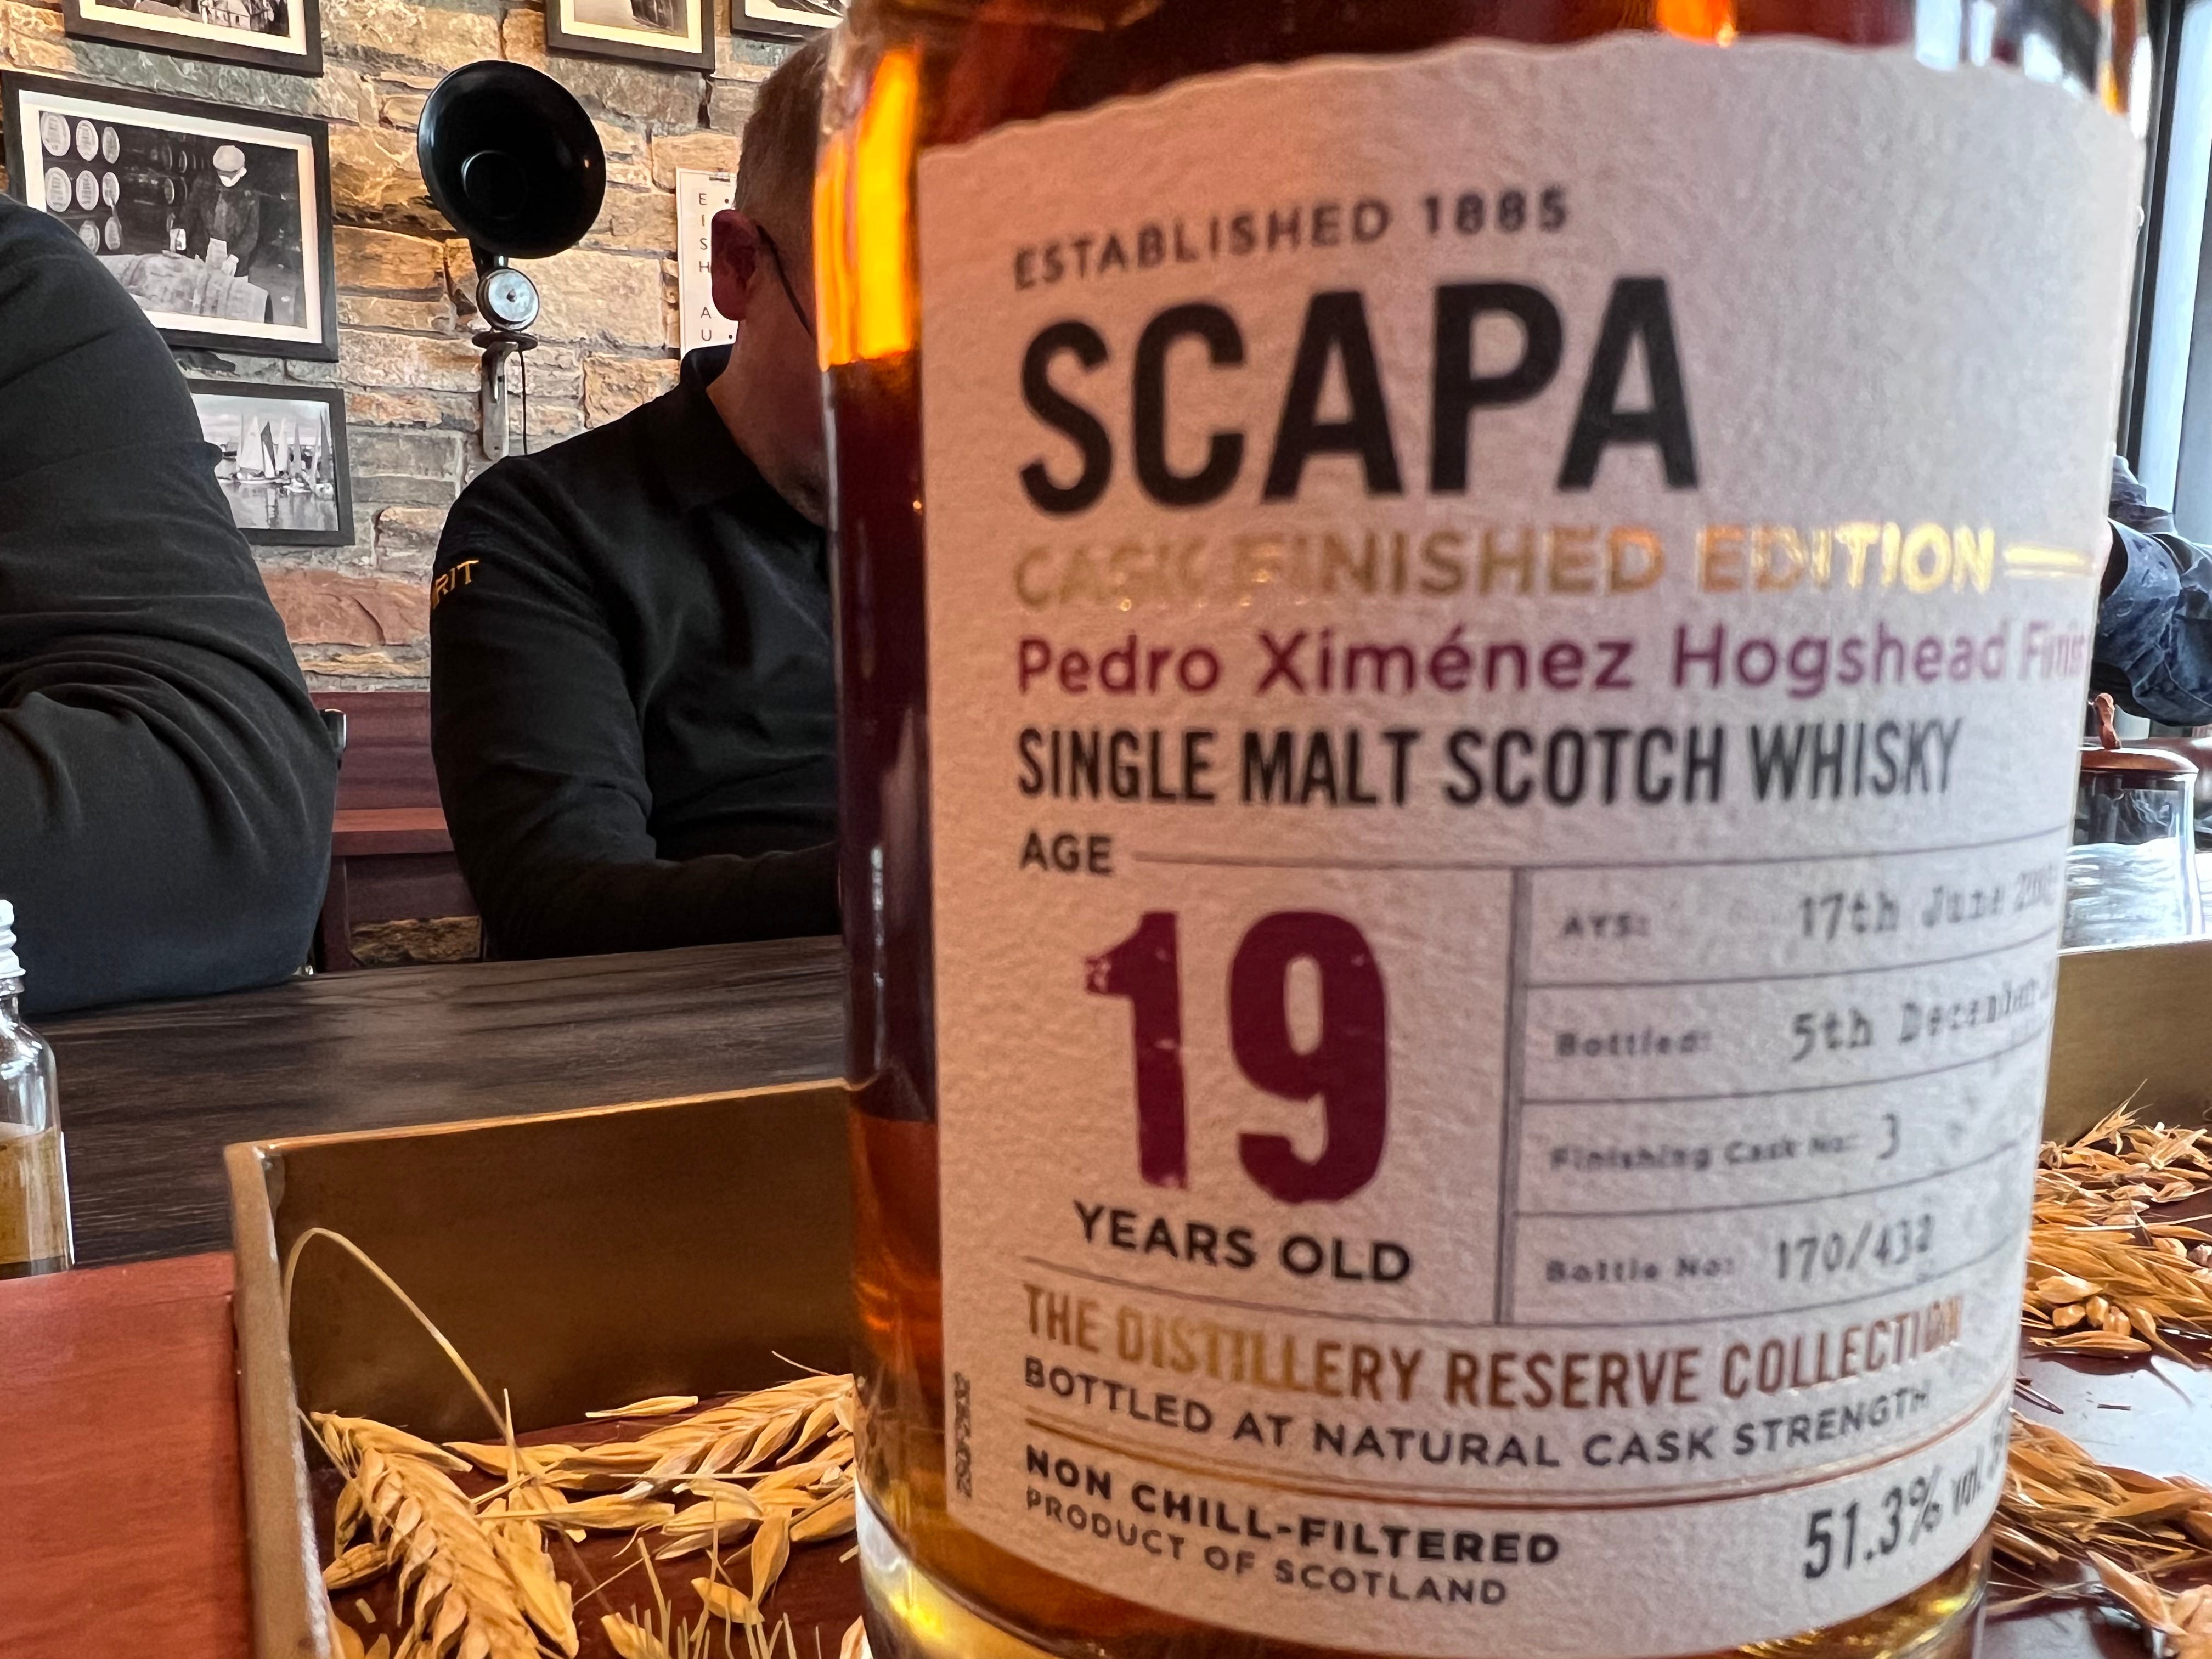 ESTABLISHED 1885
SCAPA
CASK FINISHED EDITION
Pedro Ximénez Hogshead
SINGLE MALT SCOTCH WHISKY
AGE
19
YEARS OLD
AYS: 17th June
Bottled: 5th December
Finishing Cask No: 3
Bottle No: 170/432
THE DISTILLERY RESERVE COLLECTION
BOTTLED AT NATURAL CASK STRENGTH
NON CHILL-FILTERED
PRODUCT OF SCOTLAND
51.3% vol.